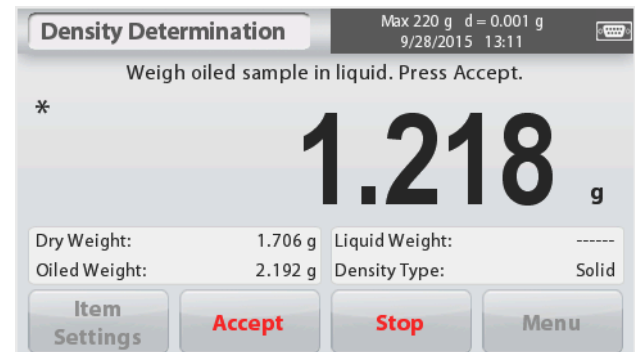 Density Determination
Max 220 g d = 0.001 g
9/28/2015 13:11
Weigh oiled sample in liquid. Press Accept.
*
1.218 g
Dry Weight: 1.706 g Liquid Weight: ------
Oiled Weight: 2.192 g Density Type: Solid
Item
Settings
Accept
Stop
Menu